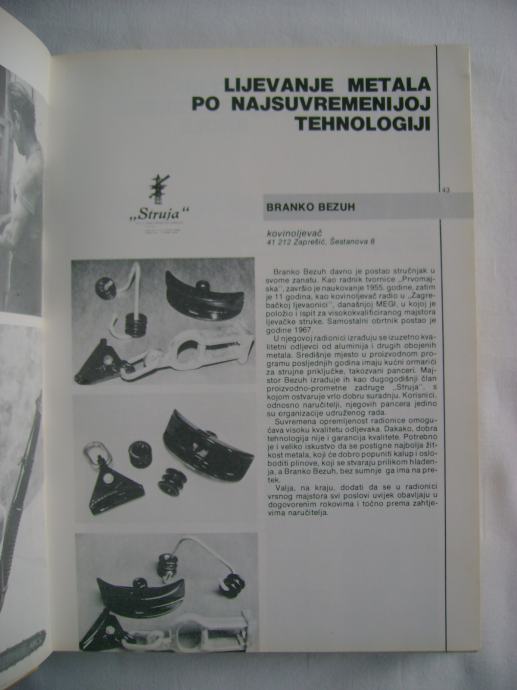 LIJEVANJE METALA
PO NAJSUVREMENIJOJ
TEHNOLOGIJI
43
„Struja“
BRANKO BEZUH
kovinoljevač
41 212 Zaprešić, Šestanova 8
Branko Bezuh davno je postao stručnjak u
svome zanatu. Kao radnik tvornice „Prvomaj-
ska“, završio je naukovanje 1955. godine, zatim
je 11 godina, kao kovinoljevač radio u „Zagre-
bačkoj ljevaonici“, današnjoj MEGI, u kojoj je
položio i ispit za visokokvalificiranog majstora
ljevačke struke. Samostalni obrtnik postao je
godine 1967.
U njegovoj radionici izrađuju se izuzetno kva-
litetni odljevci od aluminija i drugih obojenih
metala. Središnje mjesto u proizvodnom pro-
gramu posljednjih godina imaju kućni ormarići
za strujne priključke, takozvani panceri. Maj-
stor Bezuh izrađuje ih kao dugogodišnji član
proizvodno-prometne zadruge “Struja”, s
kojom ostvaruje vrlo dobru suradnju. Korisnici,
odnosno naručitelji, njegovih pancera jedino
su organizacije udruženog rada.
Suvremena opremljenost radionice omogu-
ćava visoku kvalitetu odljevaka. Dakako, dobra
tehnologija nije i garancija kvalitete. Potrebno
je i veliko iskustvo da se postigne najbolja žit-
kost metala, koji će dobro popuniti kalup i oslo-
boditi plinove, koji se stvaraju prilikom hlađen-
ja, a Branko Bezuh, bez sumnje ga ima na pre-
tek.
Valja, na kraju, dodati da se u radionici
vrsnog majstora svi poslovi uvijek obavljaju u
dogovorenim rokovima i točno prema zahtje-
vima naručitelja.